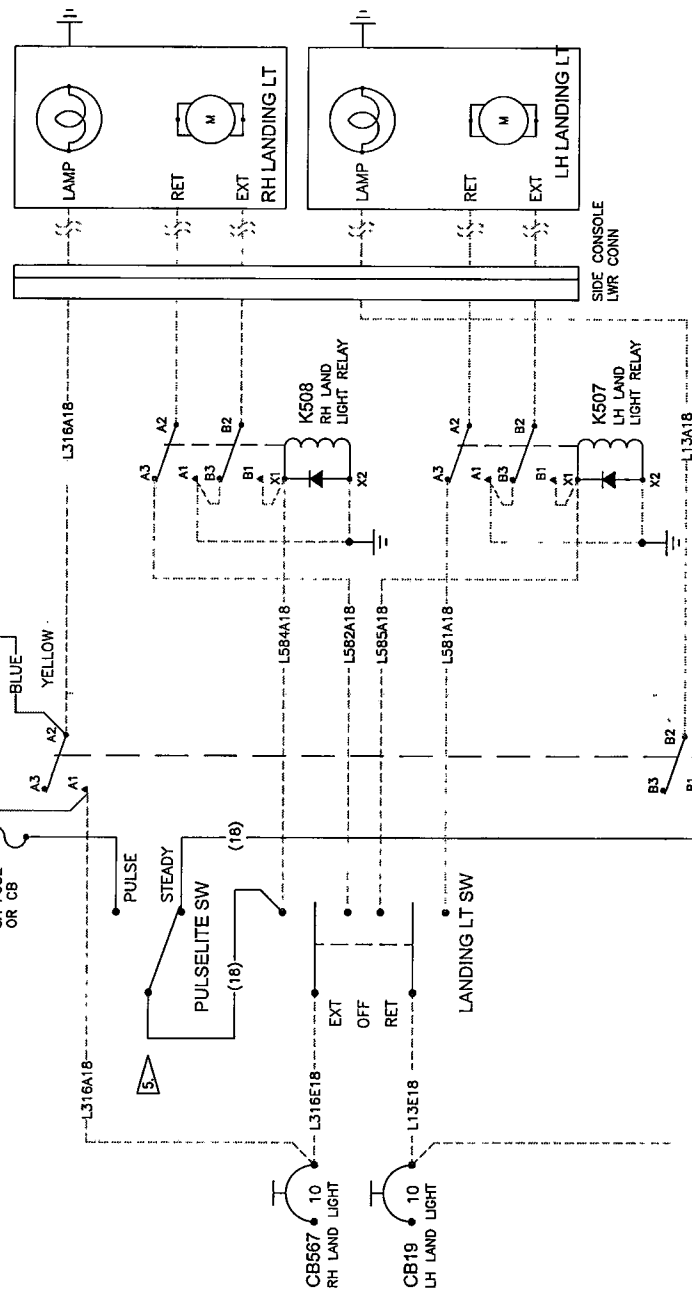 LAMP
RET
EXT
RH LANDING LT
LAMP
RET
EXT
LH LANDING LT
SIDE CONSOLE
LWR CONN
M
M
L316A18
A2
A3
A1
B2
B3
B1
X1
X2
K508
RH LAND
LIGHT RELAY
A2
A3
A1
B2
B3
B1
X1
X2
K507
LH LAND
LIGHT RELAY
L13A18
BLUE
YELLOW
A2
A3
A1
L584A18
L582A18
L585A18
L581A18
B2
B3
B1
OR CB
PULSE
STEADY
PULSELITE SW
(18)
(18)
5.
EXT
OFF
RET
LANDING LT SW
L316A18
L316E18
L13E18
10
CB567
RH LAND LIGHT
10
CB19
LH LAND LIGHT